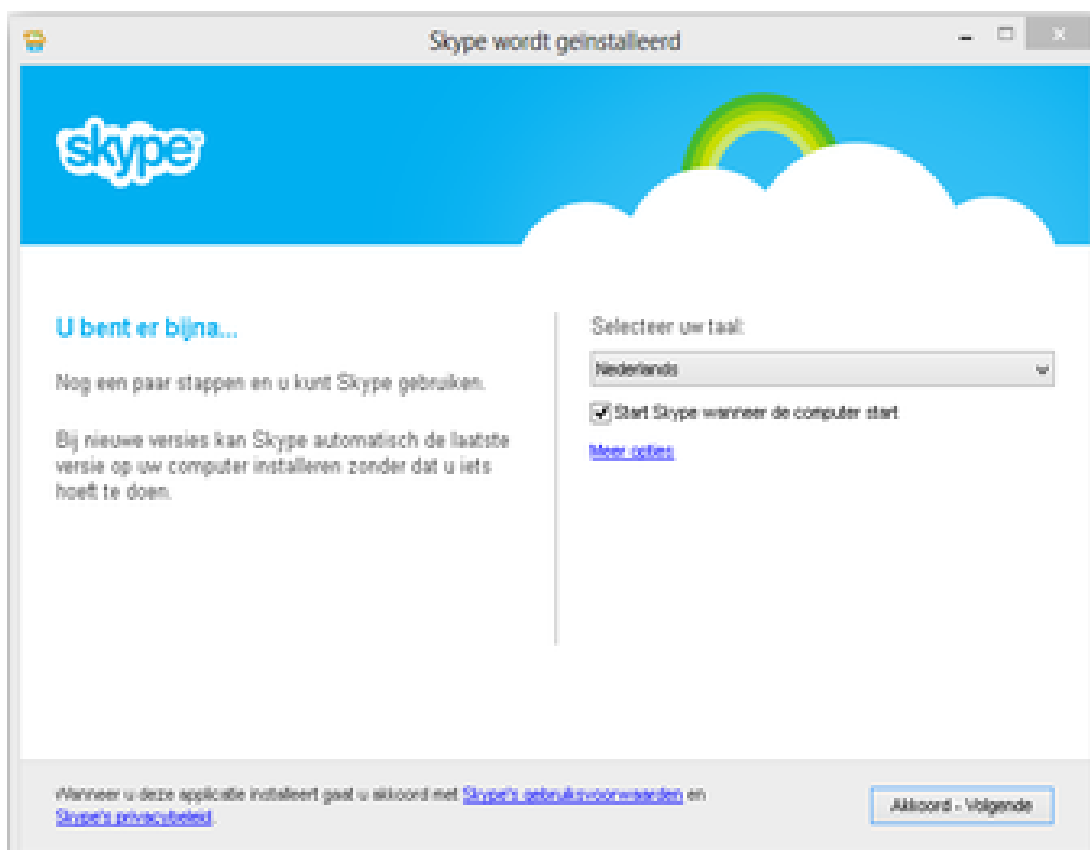 Skype wordt geïnstalleerd
skype
U bent er bijna...
Nog een paar stappen en u kunt Skype gebruiken.
Bij nieuwe versies kan Skype automatisch de laatste
versie op uw computer installeren zonder dat u iets
hoeft te doen.
Selecteer uw taal:
Nederlands
Start Skype wanneer de computer start
Meer opties
Wanneer u deze applicatie installeert gaat u akkoord met Skype's gebruiksvoorwaarden en
Skype's privacybeleid.
Akkoord - Volgende